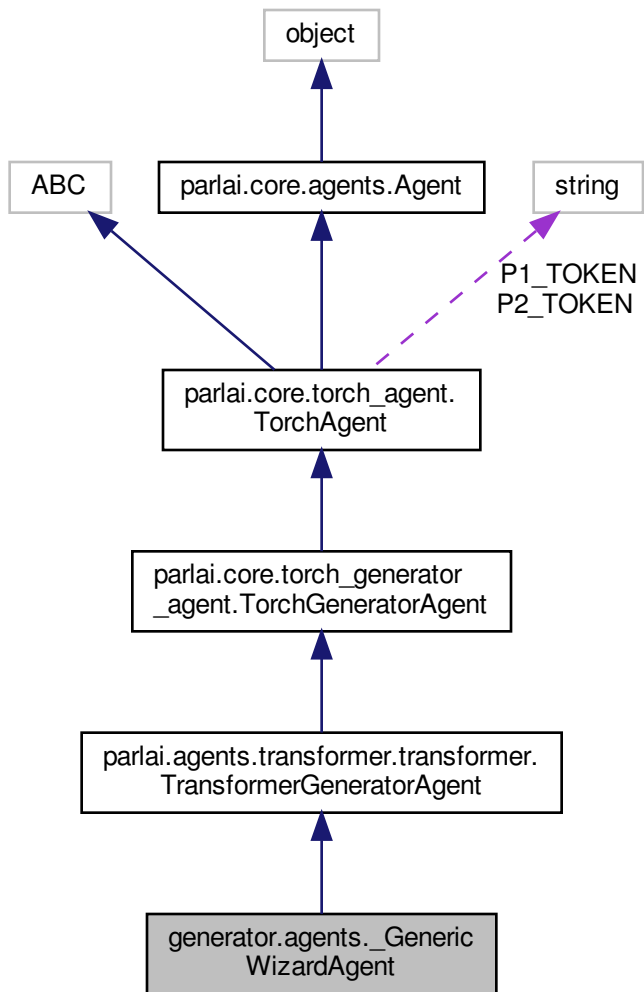 object
ABC
parlai.core.agents.Agent
string
P1_TOKEN
P2_TOKEN
parlai.core.torch_agent.
TorchAgent
parlai.core.torch_generator
_agent.TorchGeneratorAgent
parlai.agents.transformer.transformer.
TransformerGeneratorAgent
generator.agents._Generic
WizardAgent